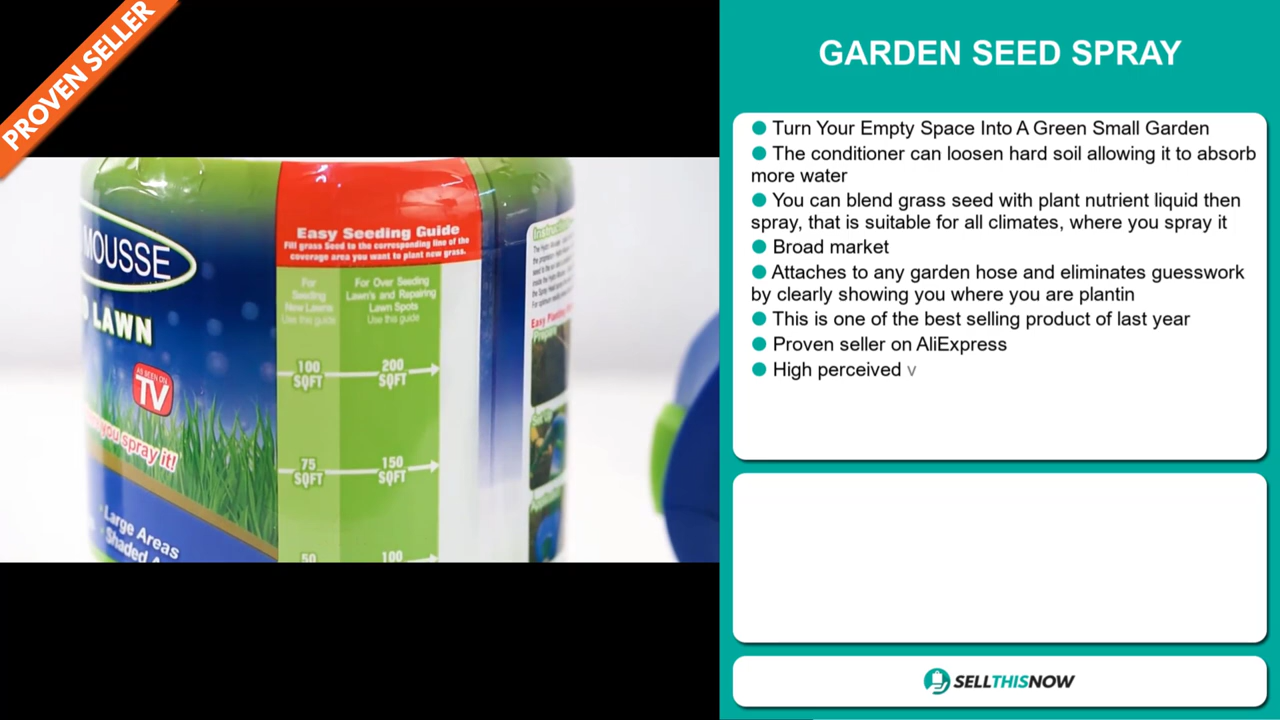 PROVEN SELLER
MOUSSE
LAWN
AS SEEN ON
TV
you spray it!
Large Areas
Shaded
Easy Seeding Guide
Fill grass Seed to the corresponding line of the
coverage area you want to plant new grass.
For
Seeding
New Lawns
Use this guide
For Over Seeding
Lawn's and Repairing
Lawn Spots
Use this guide
100
SQFT
200
SQFT
75
SQFT
150
SQFT
50
100
GARDEN SEED SPRAY
Turn Your Empty Space Into A Green Small Garden
The conditioner can loosen hard soil allowing it to absorb
more water
You can blend grass seed with plant nutrient liquid then
spray, that is suitable for all climates, where you spray it
Broad market
Attaches to any garden hose and eliminates guesswork
by clearly showing you where you are plantin
This is one of the best selling product of last year
Proven seller on AliExpress
High perceived v
SELLTHISNOW